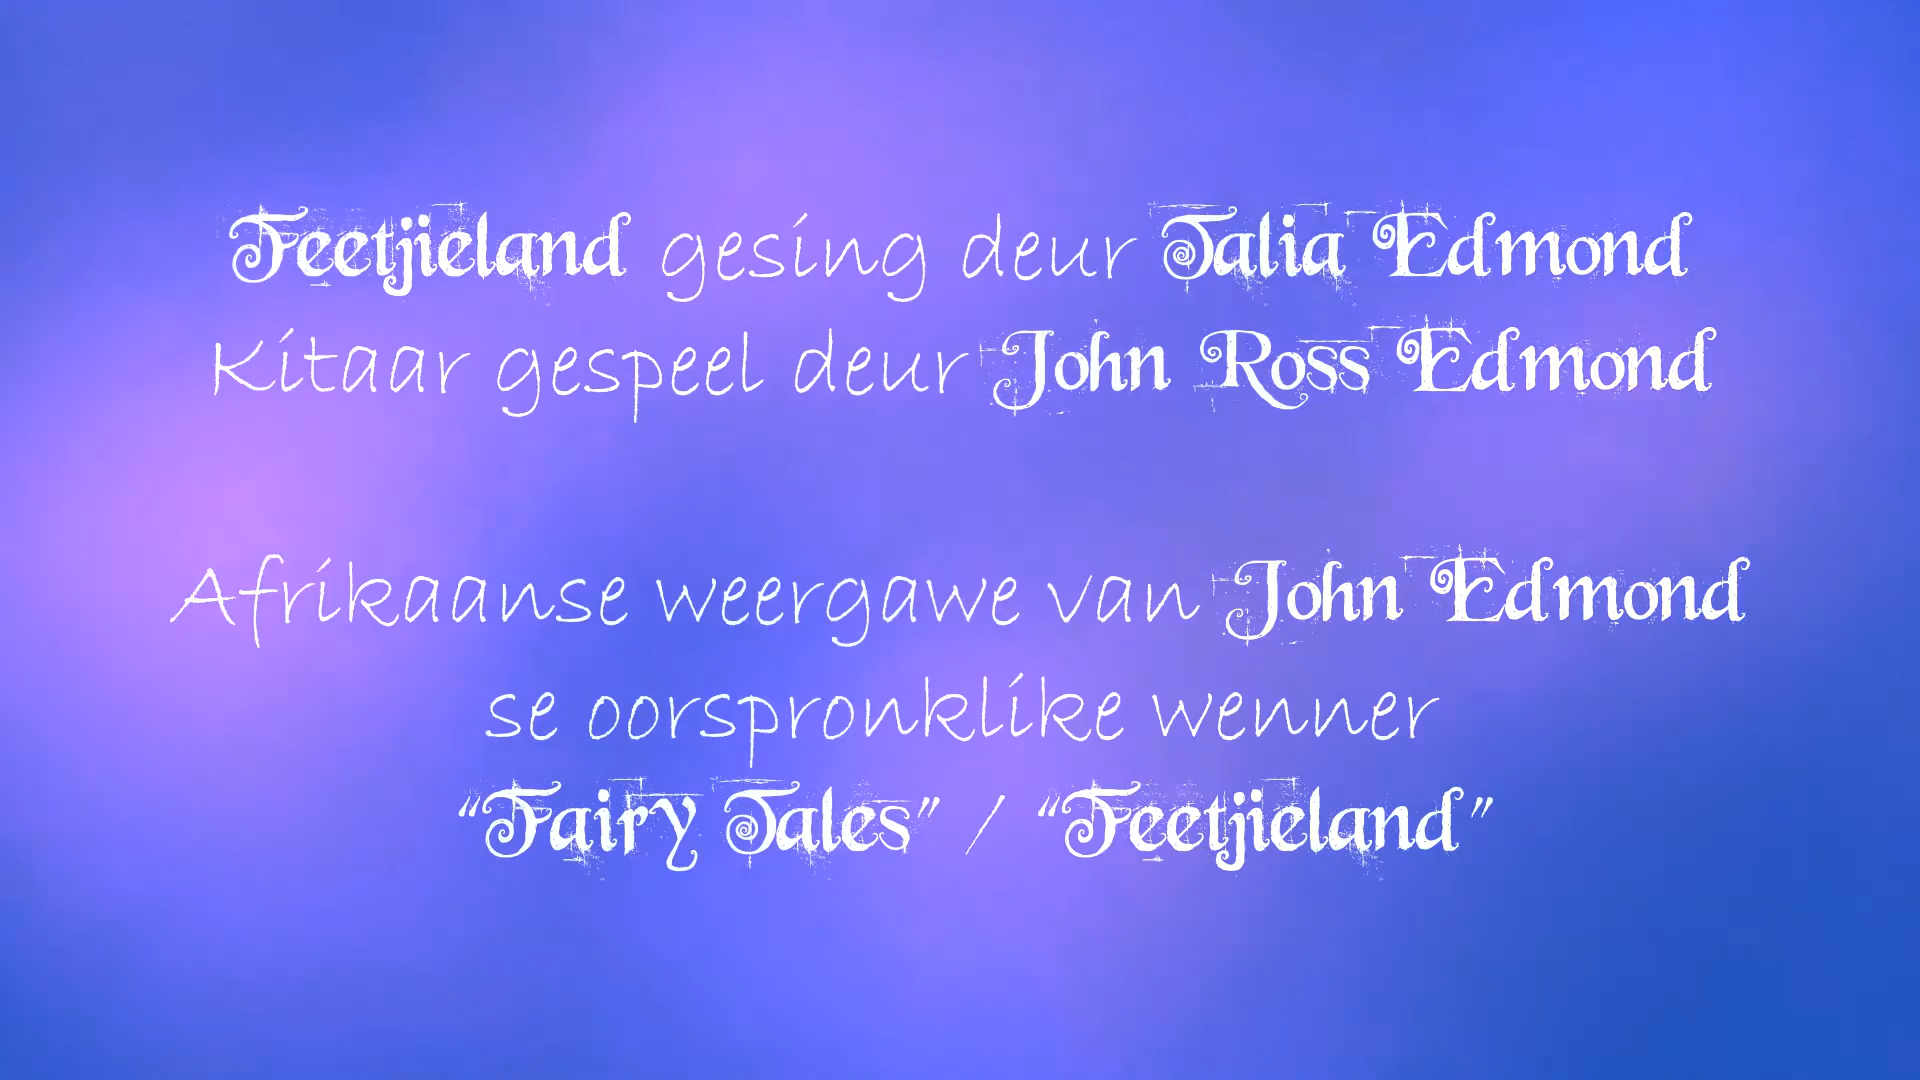 Feetjieland gesing deur Talia Edmond
Kitaar gespeel deur John Ross Edmond
Afrikaanse weergawe van John Edmond
se oorspronklike wenner
“Fairy Tales” / “Feetjieland”